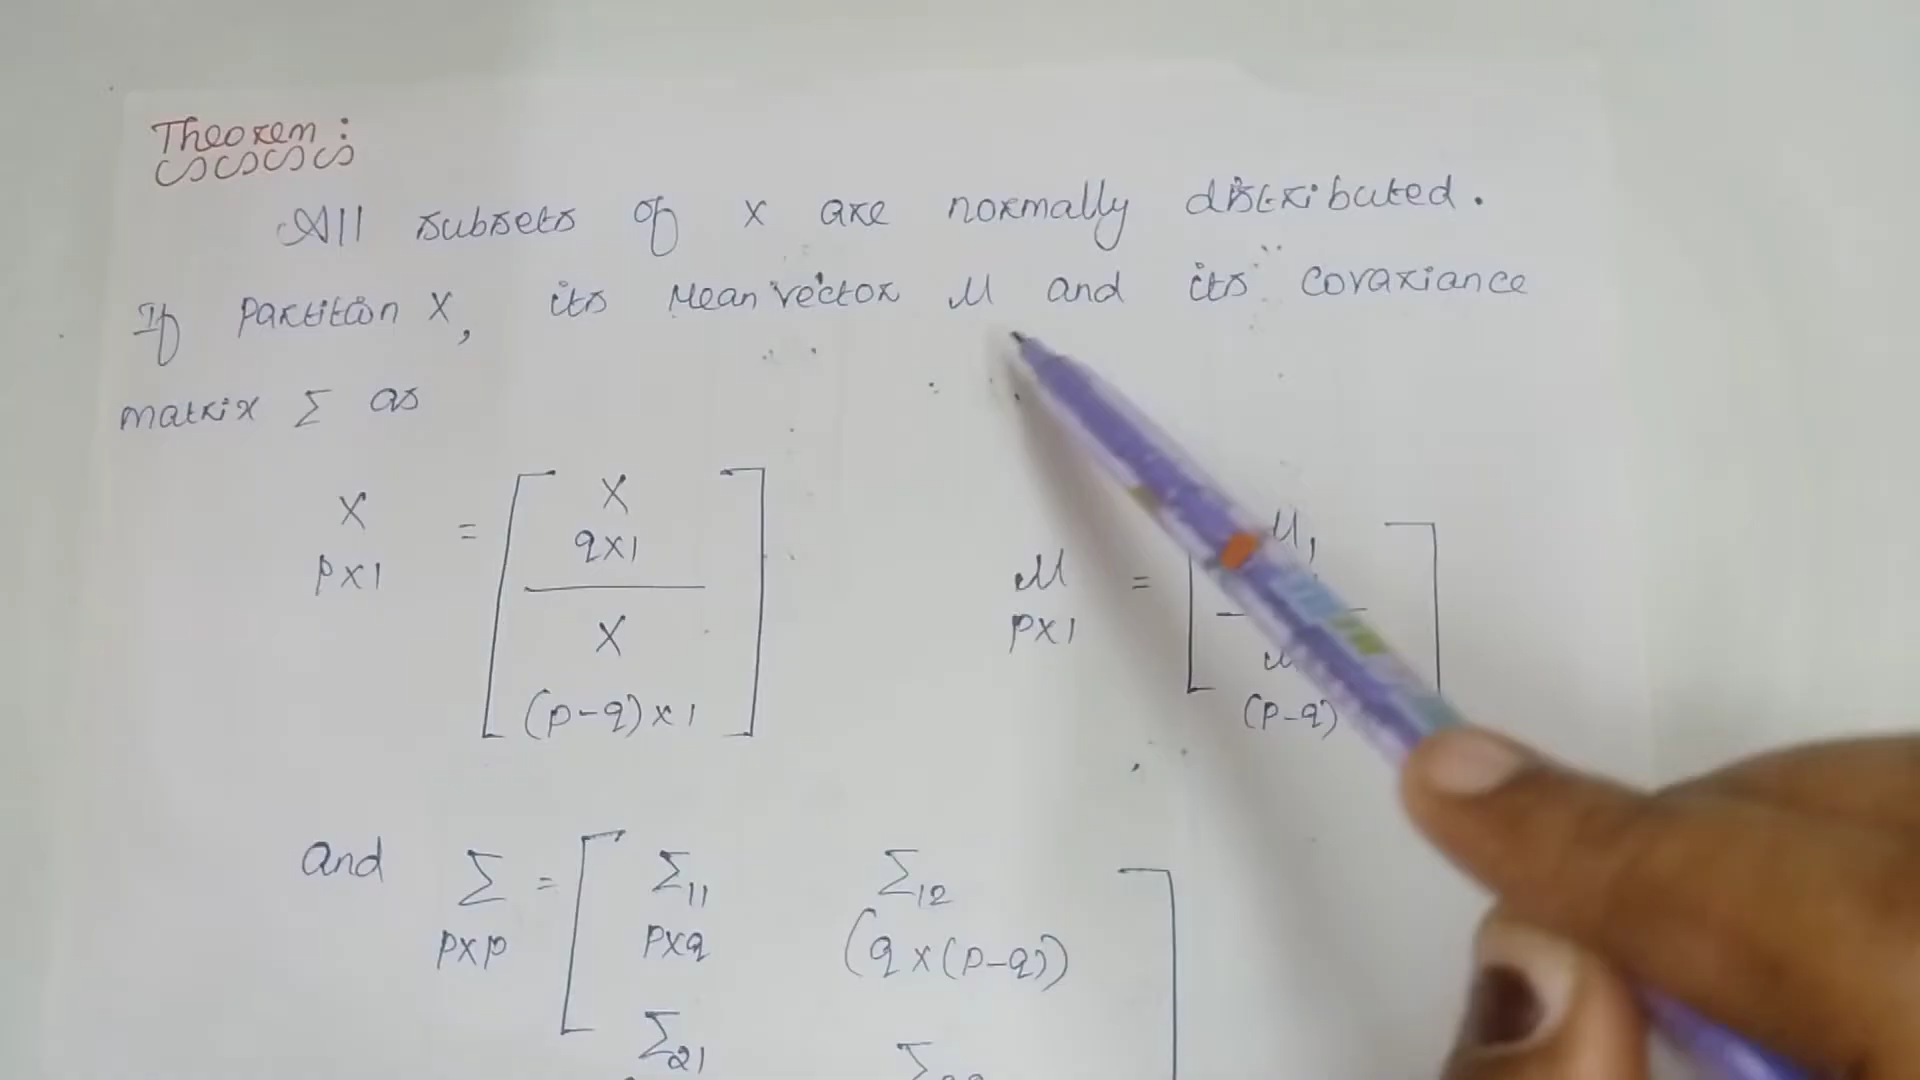 Theorem:
All subsets of X are normally distributed.
If Partition X, its Mean vector μ and its covariance
matrix Σ as
X = [ X
p×1 q×1
X
(p-q)×1 ]
μ = [ μ1
p×1
μ
(p-q) ]
and Σ = [ Σ11 Σ12
p×p p×q (q×(p-q))
Σ21